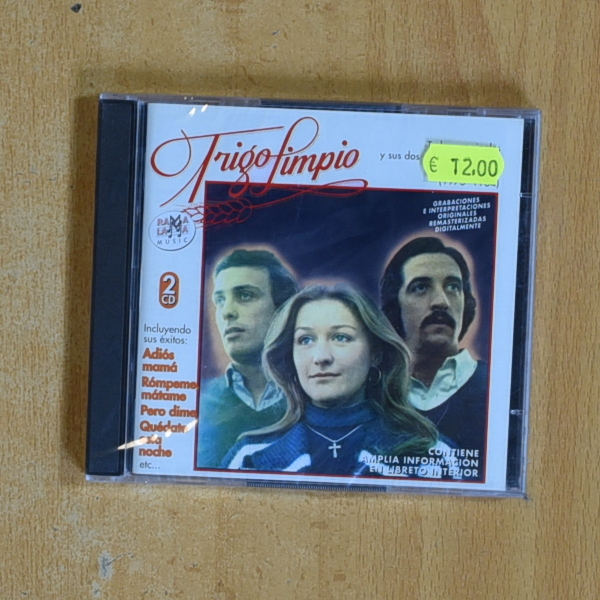 Trigo Limpio
y sus dos
€ 12.00
GRABACIONES
E INTERPRETACIONES
ORIGINALES
REMASTERIZADAS
DIGITALMENTE
RAMA
LAMA
MUSIC
2
CD
Incluyendo
sus éxitos:
Adiós
mamá
Rómpeme
mátame
Pero dime
Quédate
esta
noche
etc...
CONTIENE
AMPLIA INFORMACIÓN
EN LIBRETO INTERIOR